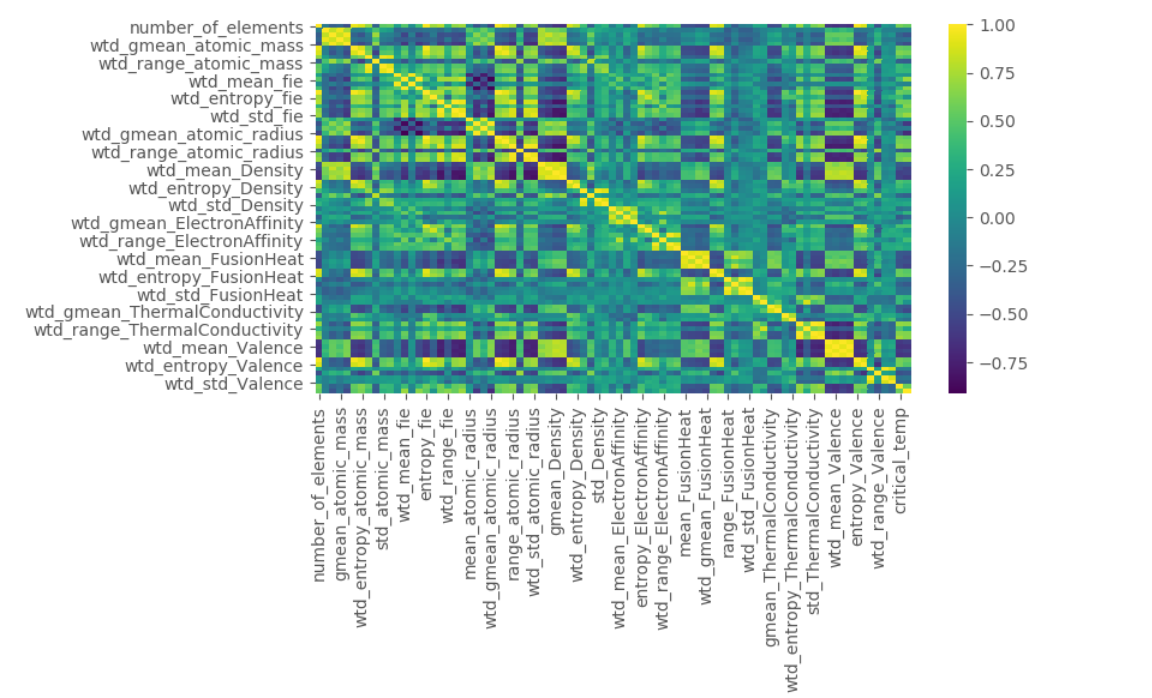 number_of_elements
wtd_gmean_atomic_mass
wtd_range_atomic_mass
wtd_mean_fie
wtd_entropy_fie
wtd_std_fie
wtd_gmean_atomic_radius
wtd_range_atomic_radius
wtd_mean_Density
wtd_entropy_Density
wtd_std_Density
wtd_gmean_ElectronAffinity
wtd_range_ElectronAffinity
wtd_mean_FusionHeat
wtd_entropy_FusionHeat
wtd_std_FusionHeat
wtd_gmean_ThermalConductivity
wtd_range_ThermalConductivity
wtd_mean_Valence
wtd_entropy_Valence
wtd_std_Valence
number_of_elements
gmean_atomic_mass
wtd_entropy_atomic_mass
std_atomic_mass
wtd_mean_fie
entropy_fie
wtd_range_fie
mean_atomic_radius
wtd_gmean_atomic_radius
range_atomic_radius
wtd_std_atomic_radius
gmean_Density
wtd_entropy_Density
std_Density
wtd_mean_ElectronAffinity
entropy_ElectronAffinity
wtd_range_ElectronAffinity
mean_FusionHeat
wtd_gmean_FusionHeat
range_FusionHeat
wtd_std_FusionHeat
gmean_ThermalConductivity
wtd_entropy_ThermalConductivity
std_ThermalConductivity
wtd_mean_Valence
entropy_Valence
wtd_range_Valence
critical_temp
1.00
0.75
0.50
0.25
0.00
−0.25
−0.50
−0.75